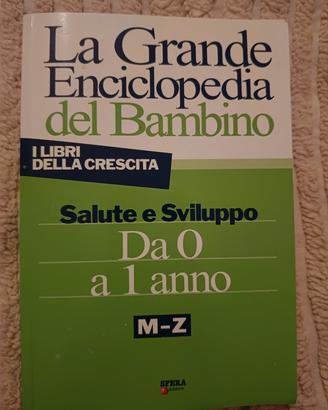 La Grande
Enciclopedia
del Bambino
I LIBRI
DELLA CRESCITA
Salute e Sviluppo
Da 0
a 1 anno
M-Z
SFERA